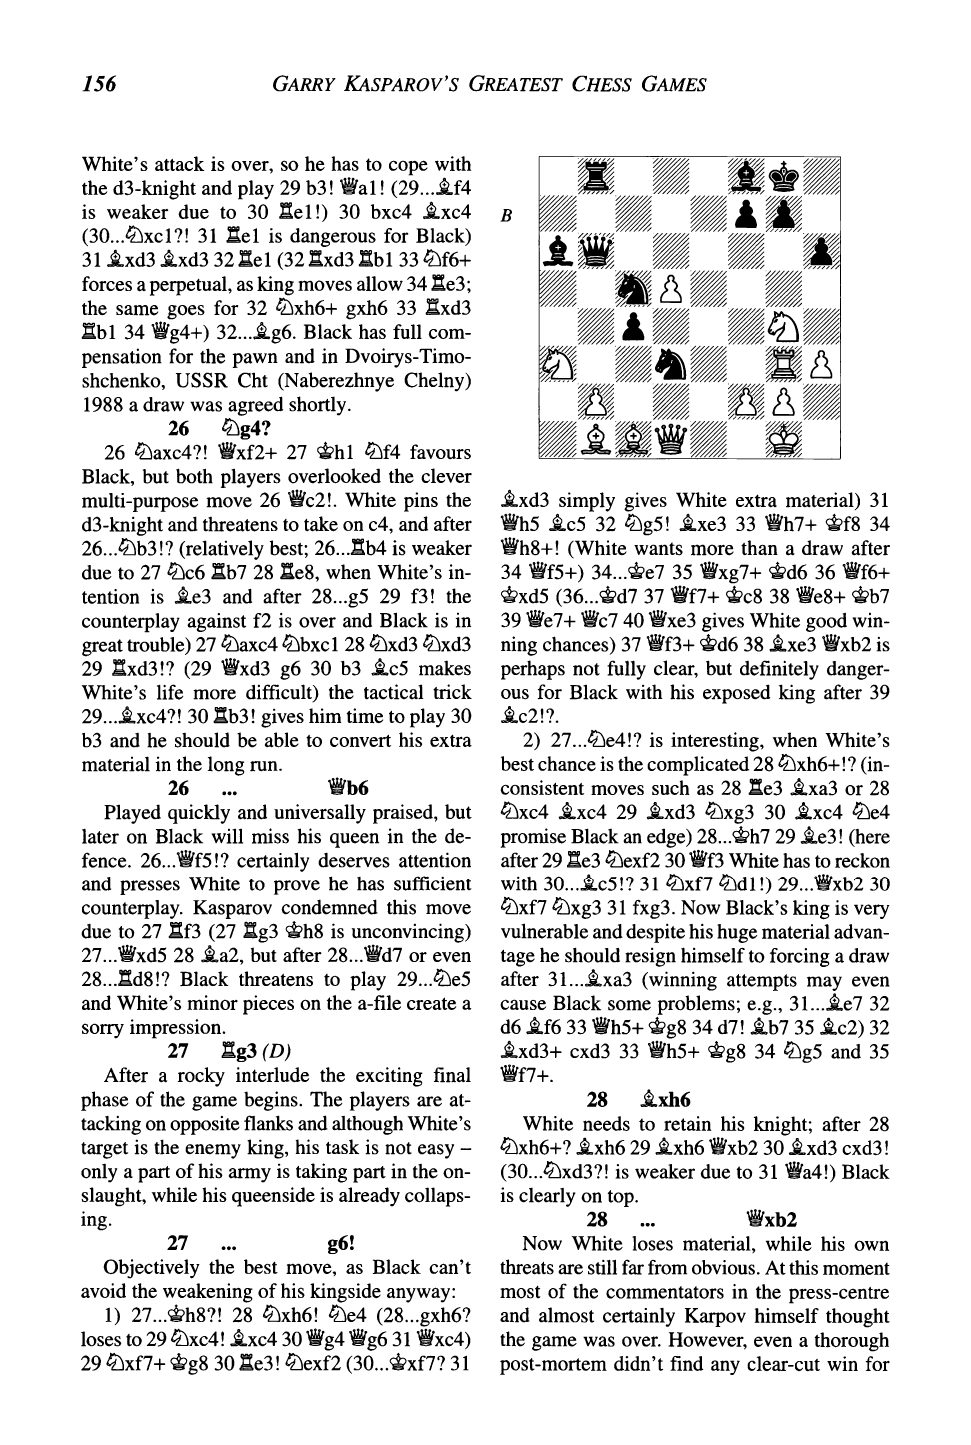 156 GARRY KASPAROV'S GREATEST CHESS GAMES
White's attack is over, so he has to cope with
the d3-knight and play 29 b3! ♕a1! (29...♗f4
is weaker due to 30 ♖e1!) 30 bxc4 ♗xc4
(30...♘xc1?! 31 ♖e1 is dangerous for Black)
31 ♗xd3 ♗xd3 32 ♖e1 (32 ♖xd3 ♖b1 33 ♘f6+
forces a perpetual, as king moves allow 34 ♖e3;
the same goes for 32 ♘xh6+ gxh6 33 ♖xd3
♖b1 34 ♕g4+) 32...♗g6. Black has full com-
pensation for the pawn and in Dvoirys-Timo-
shchenko, USSR Cht (Naberezhnye Chelny)
1988 a draw was agreed shortly.
26 ♘g4?
26 ♘axc4?! ♕xf2+ 27 ♔h1 ♘f4 favours
Black, but both players overlooked the clever
multi-purpose move 26 ♕c2!. White pins the
d3-knight and threatens to take on c4, and after
26...♘b3!? (relatively best; 26...♖b4 is weaker
due to 27 ♘c6 ♖b7 28 ♖e8, when White's in-
tention is ♗e3 and after 28...g5 29 f3! the
counterplay against f2 is over and Black is in
great trouble) 27 ♘axc4 ♘bxc1 28 ♘xd3 ♘xd3
29 ♖xd3!? (29 ♕xd3 g6 30 b3 ♗c5 makes
White's life more difficult) the tactical trick
29...♗xc4?! 30 ♖b3! gives him time to play 30
b3 and he should be able to convert his extra
material in the long run.
26 ... ♕b6
Played quickly and universally praised, but
later on Black will miss his queen in the de-
fence. 26...♕f5!? certainly deserves attention
and presses White to prove he has sufficient
counterplay. Kasparov condemned this move
due to 27 ♖f3 (27 ♖g3 ♔h8 is unconvincing)
27...♕xd5 28 ♗a2, but after 28...♕d7 or even
28...♖d8!? Black threatens to play 29...♘e5
and White's minor pieces on the a-file create a
sorry impression.
27 ♖g3 (D)
After a rocky interlude the exciting final
phase of the game begins. The players are at-
tacking on opposite flanks and although White's
target is the enemy king, his task is not easy –
only a part of his army is taking part in the on-
slaught, while his queenside is already collaps-
ing.
27 ... g6!
Objectively the best move, as Black can't
avoid the weakening of his kingside anyway:
1) 27...♔h8?! 28 ♘xh6! ♘e4 (28...gxh6?
loses to 29 ♘xc4! ♗xc4 30 ♕g4 ♕g6 31 ♕xc4)
29 ♘xf7+ ♔g8 30 ♖e3! ♘exf2 (30...♔xf7? 31
B
♗xd3 simply gives White extra material) 31
♕h5 ♗c5 32 ♘g5! ♗xe3 33 ♕h7+ ♔f8 34
♕h8+! (White wants more than a draw after
34 ♕f5+) 34...♔e7 35 ♕xg7+ ♔d6 36 ♕f6+
♔xd5 (36...♔d7 37 ♕f7+ ♔c8 38 ♕e8+ ♔b7
39 ♕e7+ ♕c7 40 ♕xe3 gives White good win-
ning chances) 37 ♕f3+ ♔d6 38 ♗xe3 ♕xb2 is
perhaps not fully clear, but definitely danger-
ous for Black with his exposed king after 39
♗c2!?.
2) 27...♘e4!? is interesting, when White's
best chance is the complicated 28 ♘xh6+!? (in-
consistent moves such as 28 ♖e3 ♗xa3 or 28
♘xc4 ♗xc4 29 ♗xd3 ♘xg3 30 ♗xc4 ♘e4
promise Black an edge) 28...♔h7 29 ♗e3! (here
after 29 ♖e3 ♘exf2 30 ♕f3 White has to reckon
with 30...♗c5!? 31 ♘xf7 ♘d1!) 29...♕xb2 30
♘xf7 ♘xg3 31 fxg3. Now Black's king is very
vulnerable and despite his huge material advan-
tage he should resign himself to forcing a draw
after 31...♗xa3 (winning attempts may even
cause Black some problems; e.g., 31...♗e7 32
d6 ♗f6 33 ♕h5+ ♔g8 34 d7! ♗b7 35 ♗c2) 32
♗xd3+ cxd3 33 ♕h5+ ♔g8 34 ♘g5 and 35
♕f7+.
28 ♗xh6
White needs to retain his knight; after 28
♘xh6+? ♗xh6 29 ♗xh6 ♕xb2 30 ♗xd3 cxd3!
(30...♘xd3?! is weaker due to 31 ♕a4!) Black
is clearly on top.
28 ... ♕xb2
Now White loses material, while his own
threats are still far from obvious. At this moment
most of the commentators in the press-centre
and almost certainly Karpov himself thought
the game was over. However, even a thorough
post-mortem didn't find any clear-cut win for